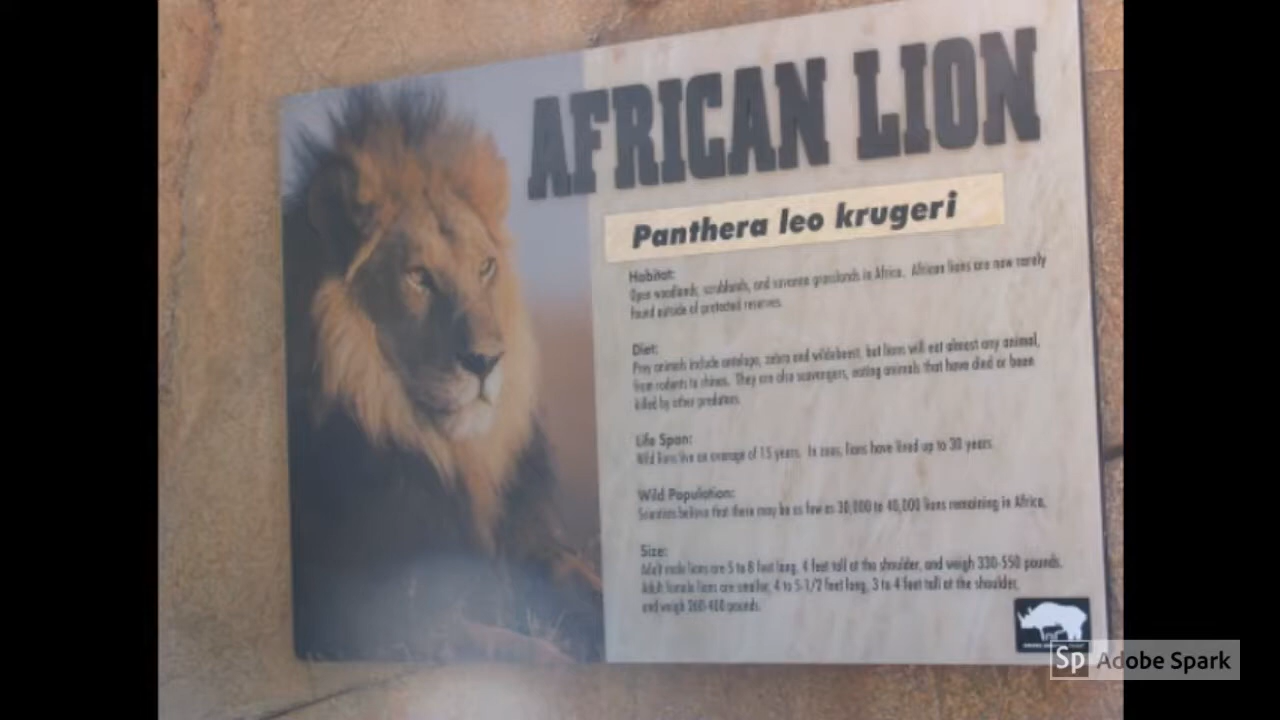 AFRICAN LION
Panthera leo krugeri
Habitat:
Open woodlands, scrublands, and savanna grasslands in Africa. African lions are now rarely
found outside of protected reserves.
Diet:
Prey animals include antelope, zebra and wildebeest, but lions will eat almost any animal,
from rodents to rhinos. They are also scavengers, eating animals that have died or been
killed by other predators.
Life Span:
Wild lions live an average of 15 years. In zoos, lions have lived up to 30 years.
Wild Population:
Scientists believe that there may be as few as 30,000 to 40,000 lions remaining in Africa.
Size:
Adult male lions are 5 to 8 feet long, 4 feet tall at the shoulder, and weigh 330-550 pounds.
Adult female lions are smaller, 4 to 5-1/2 feet long, 3 to 4 feet tall at the shoulder,
and weigh 260-400 pounds.
Sp Adobe Spark